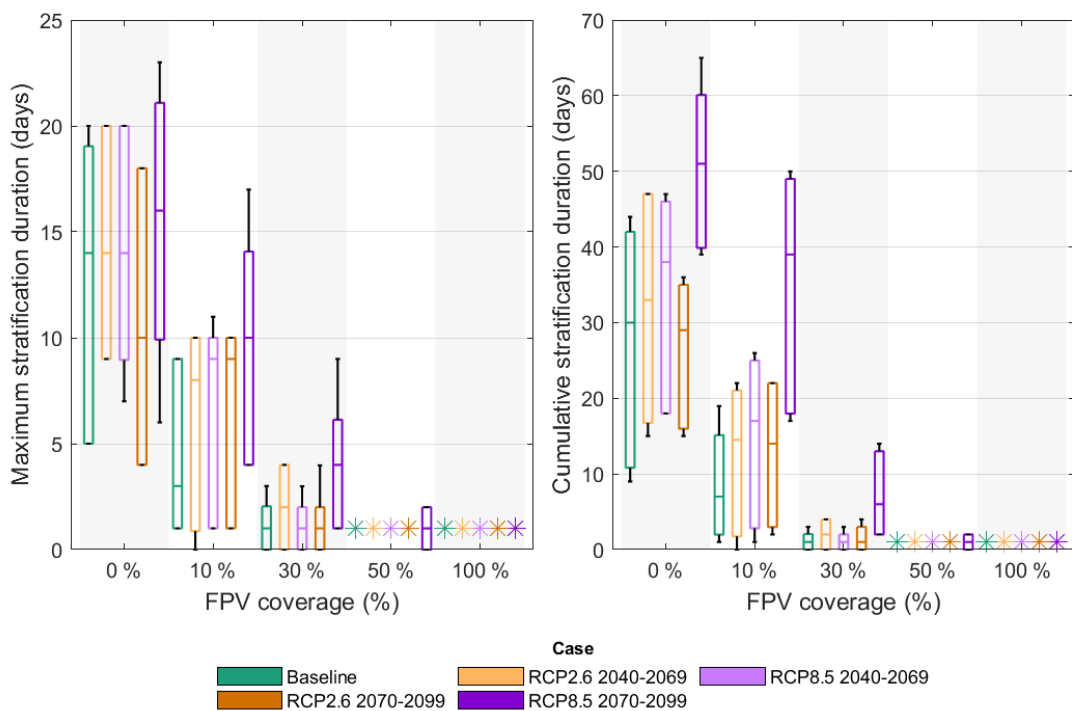 Maximum stratification duration (days)
25
20
15
10
5
0
0 %
10 %
30 %
50 %
100 %
FPV coverage (%)
Cumulative stratification duration (days)
70
60
50
40
30
20
10
0
0 %
10 %
30 %
50 %
100 %
FPV coverage (%)
Case
Baseline
RCP2.6 2040-2069
RCP8.5 2040-2069
RCP2.6 2070-2099
RCP8.5 2070-2099